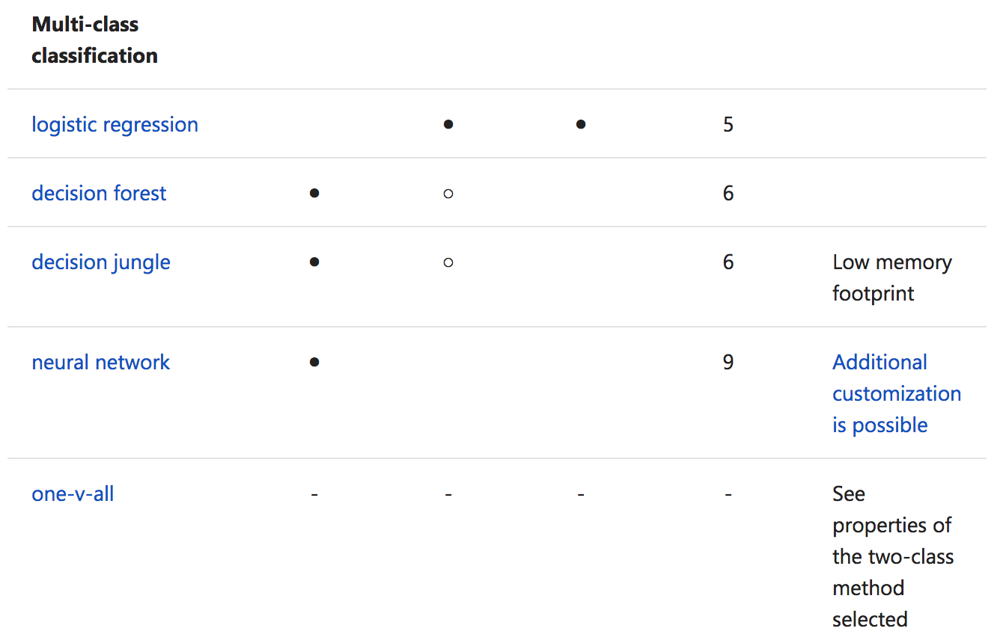 Multi-class
classification
logistic regression ● ● 5
decision forest ● ○ 6
decision jungle ● ○ 6 Low memory
footprint
neural network ● 9 Additional
customization
is possible
one-v-all - - - - See
properties of
the two-class
method
selected